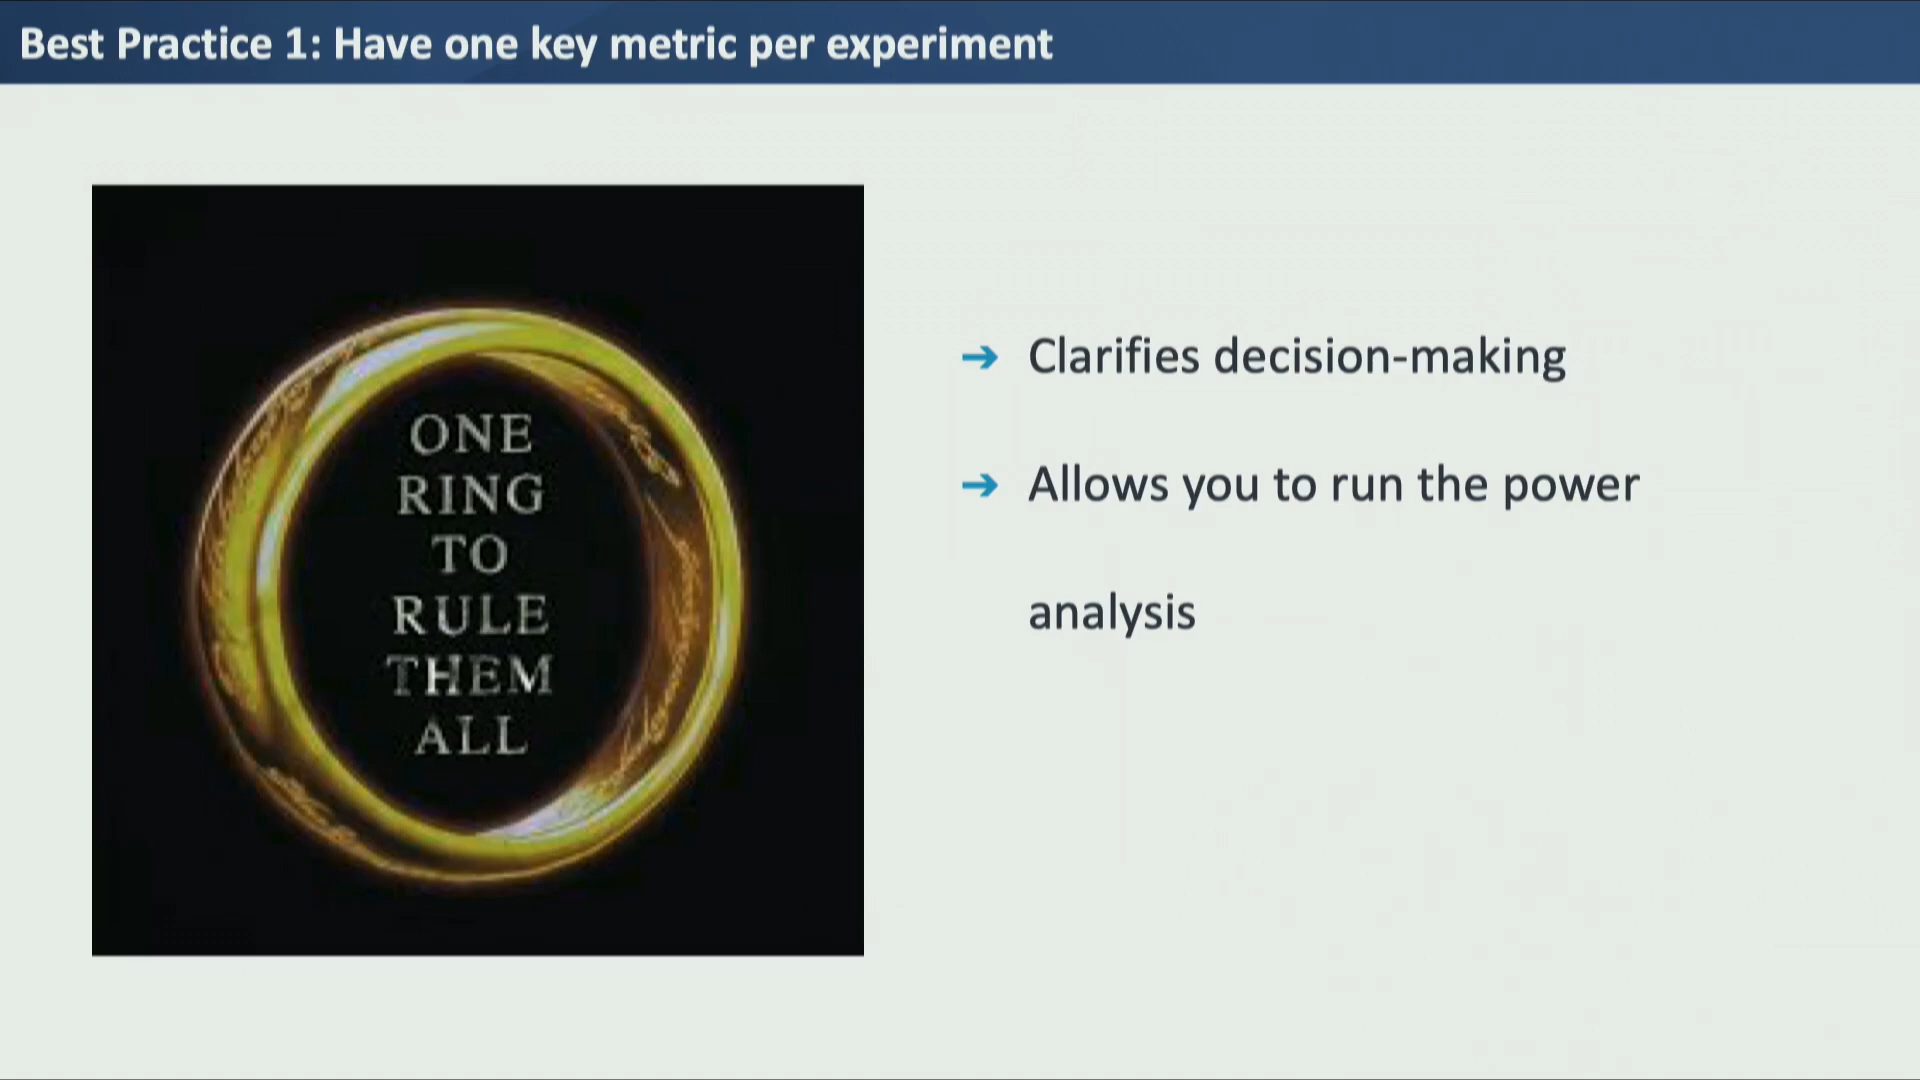 Best Practice 1: Have one key metric per experiment
ONE
RING
TO
RULE
THEM
ALL
➔ Clarifies decision-making
➔ Allows you to run the power
analysis